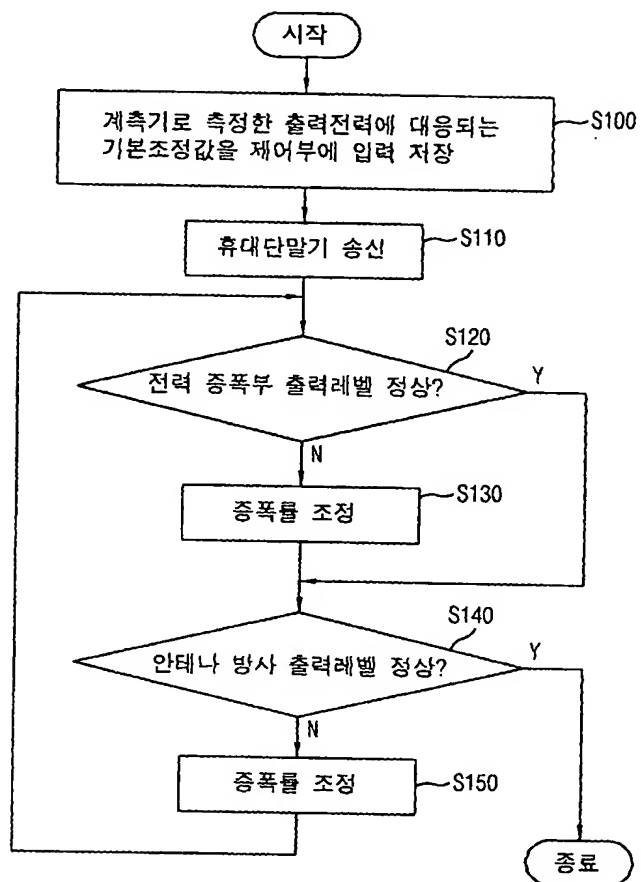 시작
계측기로 측정한 출력전력에 대응되는
기본조정값을 제어부에 입력 저장
S100
휴대단말기 송신
S110
S120
전력 증폭부 출력레벨 정상?
Y
N
증폭률 조정
S130
S140
안테나 방사 출력레벨 정상?
Y
N
증폭률 조정
S150
종료